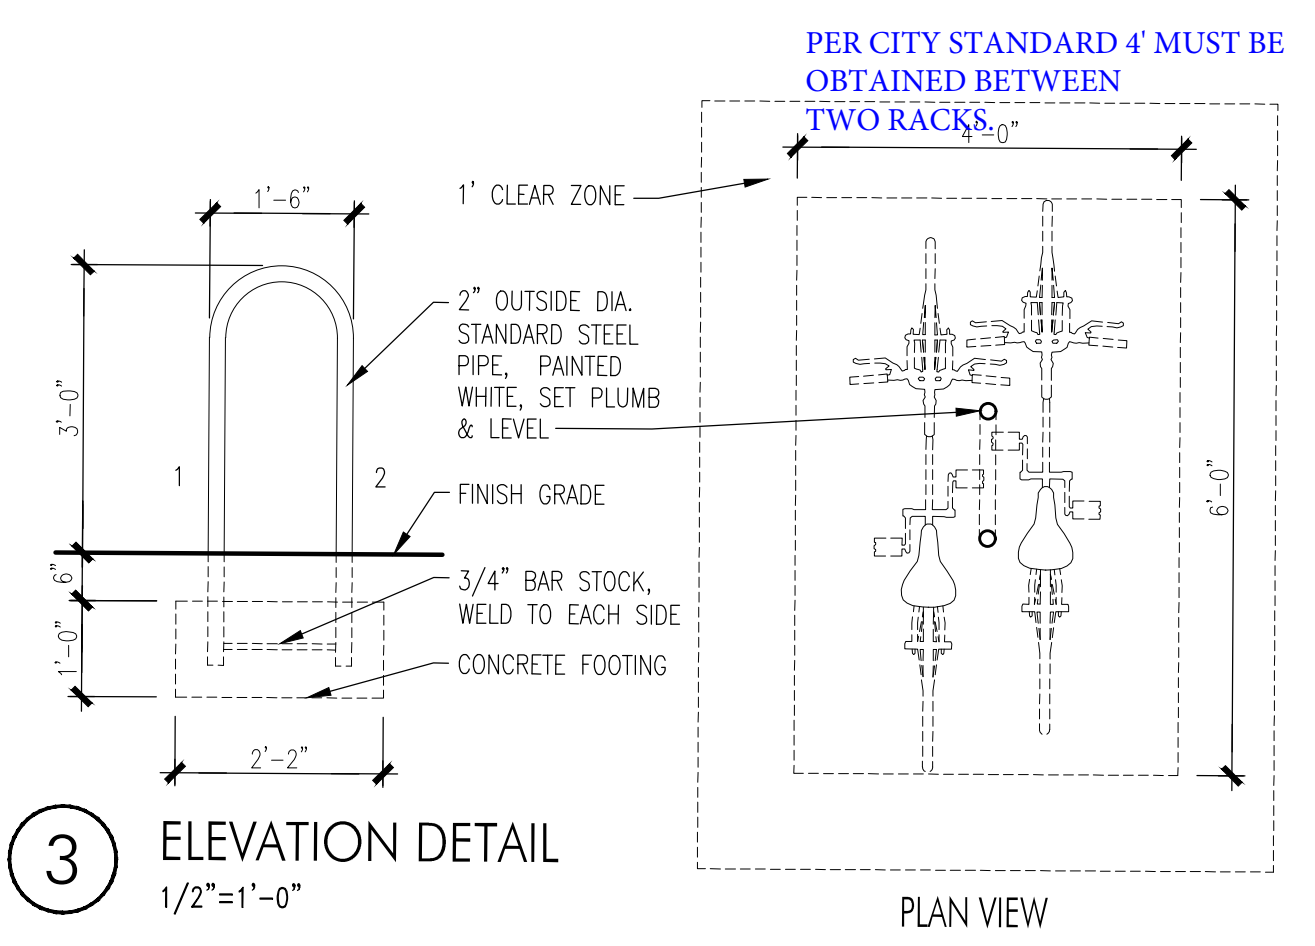 PER CITY STANDARD 4' MUST BE
OBTAINED BETWEEN
TWO RACKS.
4'-0"
1'-6"
1' CLEAR ZONE
2" OUTSIDE DIA.
STANDARD STEEL
PIPE, PAINTED
WHITE, SET PLUMB
& LEVEL
3'-0"
1
2
FINISH GRADE
6'-0"
6"
3/4" BAR STOCK,
WELD TO EACH SIDE
1'-0"
CONCRETE FOOTING
2'-2"
3
ELEVATION DETAIL
1/2"=1'-0"
PLAN VIEW